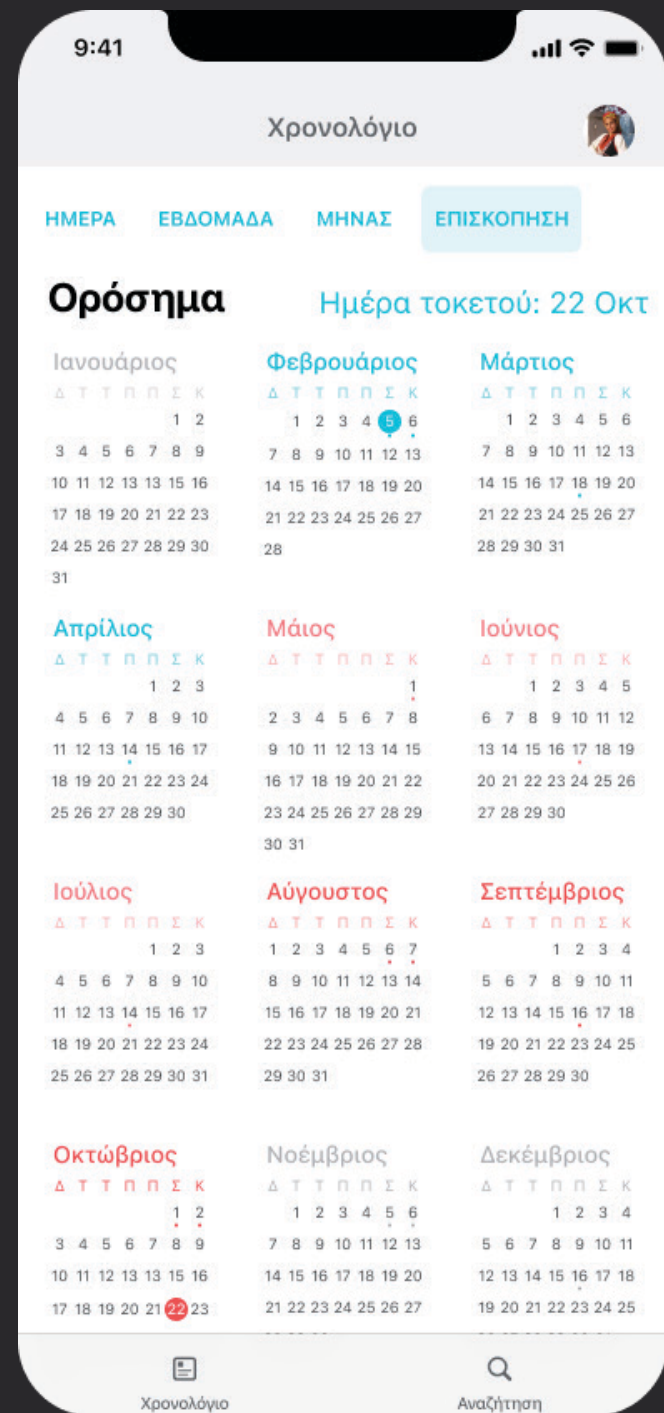 9:41
Χρονολόγιο
ΗΜΕΡΑ ΕΒΔΟΜΑΔΑ ΜΗΝΑΣ ΕΠΙΣΚΟΠΗΣΗ
Ορόσημα Ημέρα τοκετού: 22 Οκτ
Ιανουάριος
Δ Τ Τ Π Π Σ Κ
1 2
3 4 5 6 7 8 9
10 11 12 13 13 15 16
17 18 19 20 21 22 23
24 25 26 27 28 29 30
31
Φεβρουάριος
Δ Τ Τ Π Π Σ Κ
1 2 3 4 5 6
7 8 9 10 11 12 13
14 15 16 17 18 19 20
21 22 23 24 25 26 27
28
Μάρτιος
Δ Τ Τ Π Π Σ Κ
1 2 3 4 5 6
7 8 9 10 11 12 13
14 15 16 17 18 19 20
21 22 23 24 25 26 27
28 29 30 31
Απρίλιος
Δ Τ Τ Π Π Σ Κ
1 2 3
4 5 6 7 8 9 10
11 12 13 14 15 16 17
18 19 20 21 22 23 24
25 26 27 28 29 30
Μάιος
Δ Τ Τ Π Π Σ Κ
1
2 3 4 5 6 7 8
9 10 11 12 13 14 15
16 17 18 19 20 21 22
23 24 25 26 27 28 29
30 31
Ιούνιος
Δ Τ Τ Π Π Σ Κ
1 2 3 4 5
6 7 8 9 10 11 12
13 14 15 16 17 18 19
20 21 22 23 24 25 26
27 28 29 30
Ιούλιος
Δ Τ Τ Π Π Σ Κ
1 2 3
4 5 6 7 8 9 10
11 12 13 14 15 16 17
18 19 20 21 22 23 24
25 26 27 28 29 30 31
Αύγουστος
Δ Τ Τ Π Π Σ Κ
1 2 3 4 5 6 7
8 9 10 11 12 13 14
15 16 17 18 19 20 21
22 23 24 25 26 27 28
29 30 31
Σεπτέμβριος
Δ Τ Τ Π Π Σ Κ
1 2 3 4
5 6 7 8 9 10 11
12 13 14 15 16 17 18
19 20 21 22 23 24 25
26 27 28 29 30
Οκτώβριος
Δ Τ Τ Π Π Σ Κ
1 2
3 4 5 6 7 8 9
10 11 12 13 13 15 16
17 18 19 20 21 22 23
Νοέμβριος
Δ Τ Τ Π Π Σ Κ
1 2 3 4 5 6
7 8 9 10 11 12 13
14 15 16 17 18 19 20
21 22 23 24 25 26 27
Δεκέμβριος
Δ Τ Τ Π Π Σ Κ
1 2 3 4
5 6 7 8 9 10 11
12 13 14 15 16 17 18
19 20 21 22 23 24 25
Χρονολόγιο Αναζήτηση